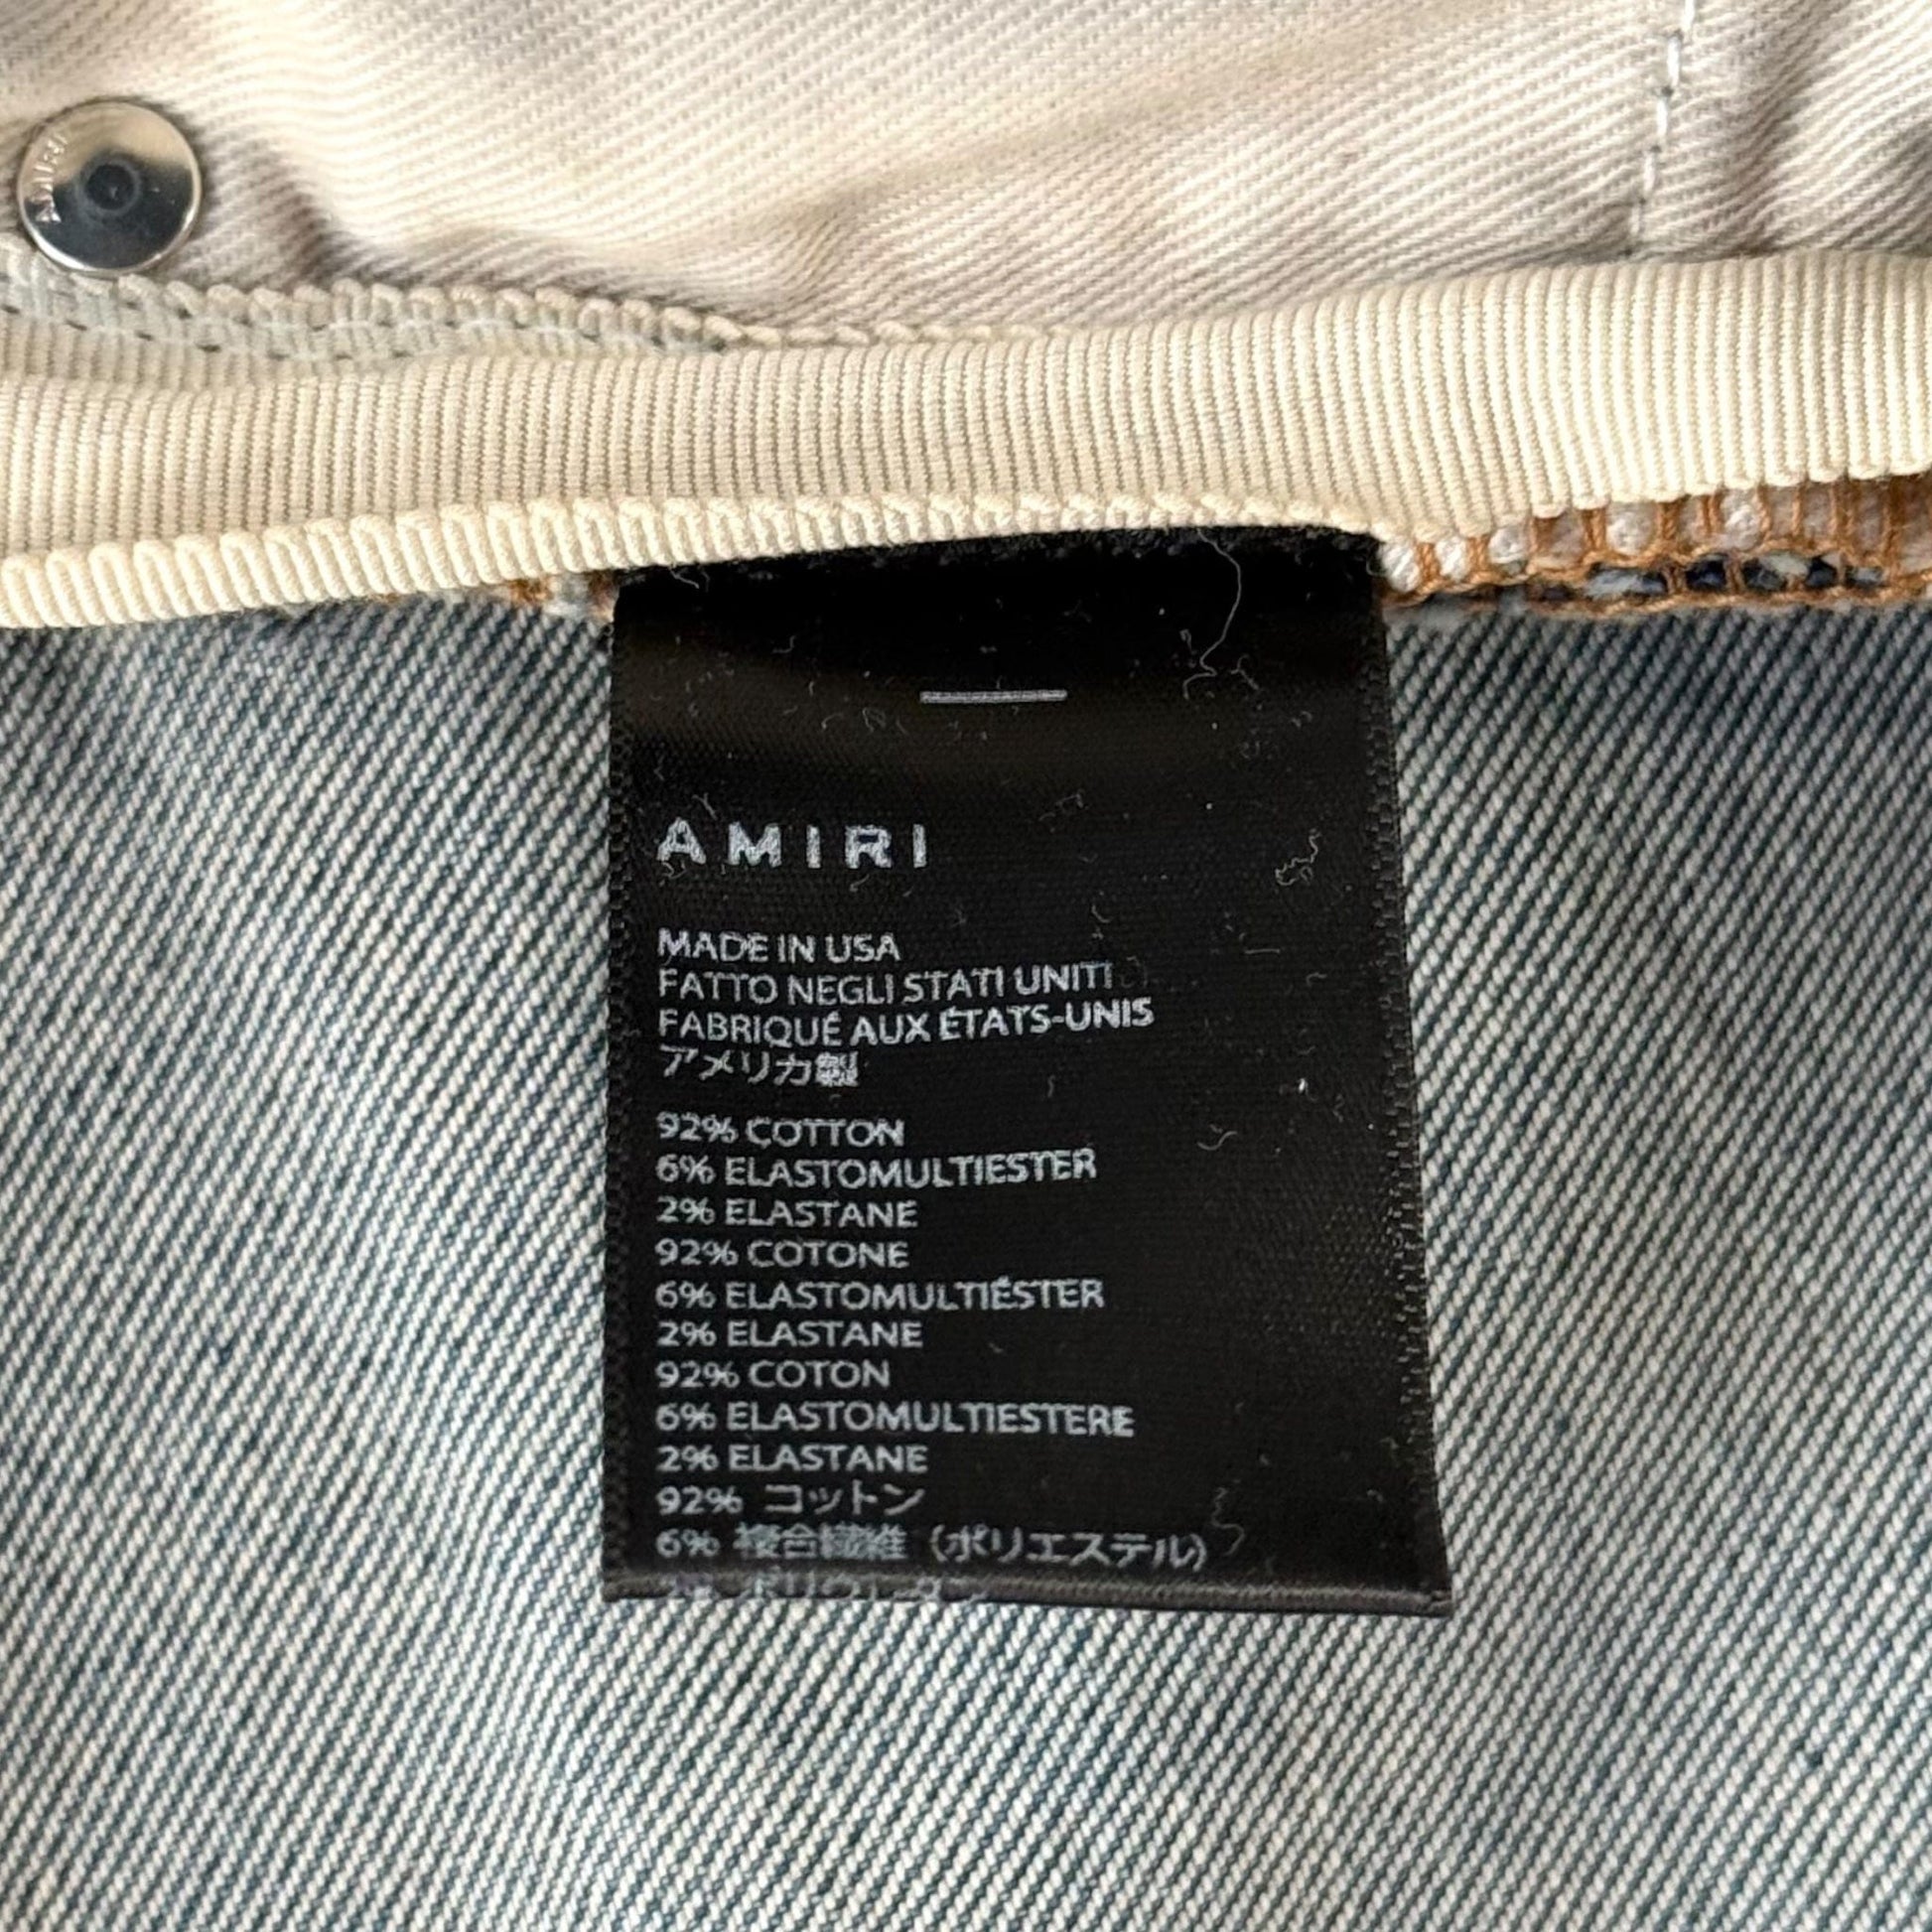 AMIRI
AMIRI
MADE IN USA
FATTO NEGLI STATI UNITI
FABRIQUÉ AUX ÉTATS-UNIS
アメリカ製
92% COTTON
6% ELASTOMULTIESTER
2% ELASTANE
92% COTONE
6% ELASTOMULTIÉSTER
2% ELASTANE
92% COTON
6% ELASTOMULTIESTERE
2% ELASTANE
92% コットン
6% 複合繊維 (ポリエステル)